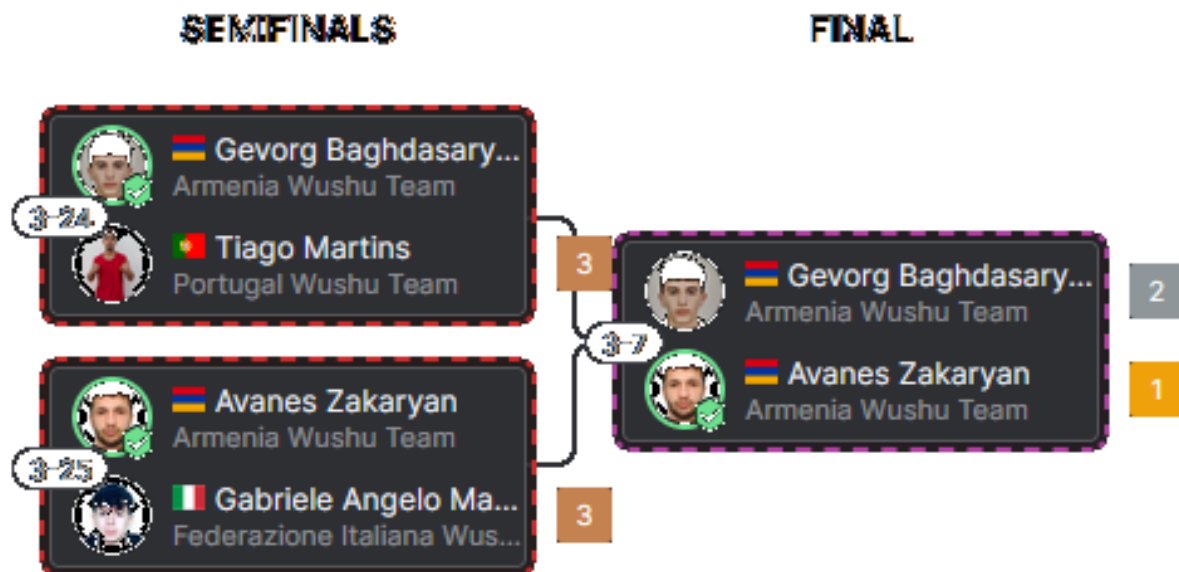 SEMIFINALS
FINAL
Gevorg Baghdasary...
Armenia Wushu Team
3-24
Tiago Martins
Portugal Wushu Team
3
Gevorg Baghdasary...
Armenia Wushu Team
2
3-7
Avanes Zakaryan
Armenia Wushu Team
1
Avanes Zakaryan
Armenia Wushu Team
3-25
Gabriele Angelo Ma...
Federazione Italiana Wus...
3